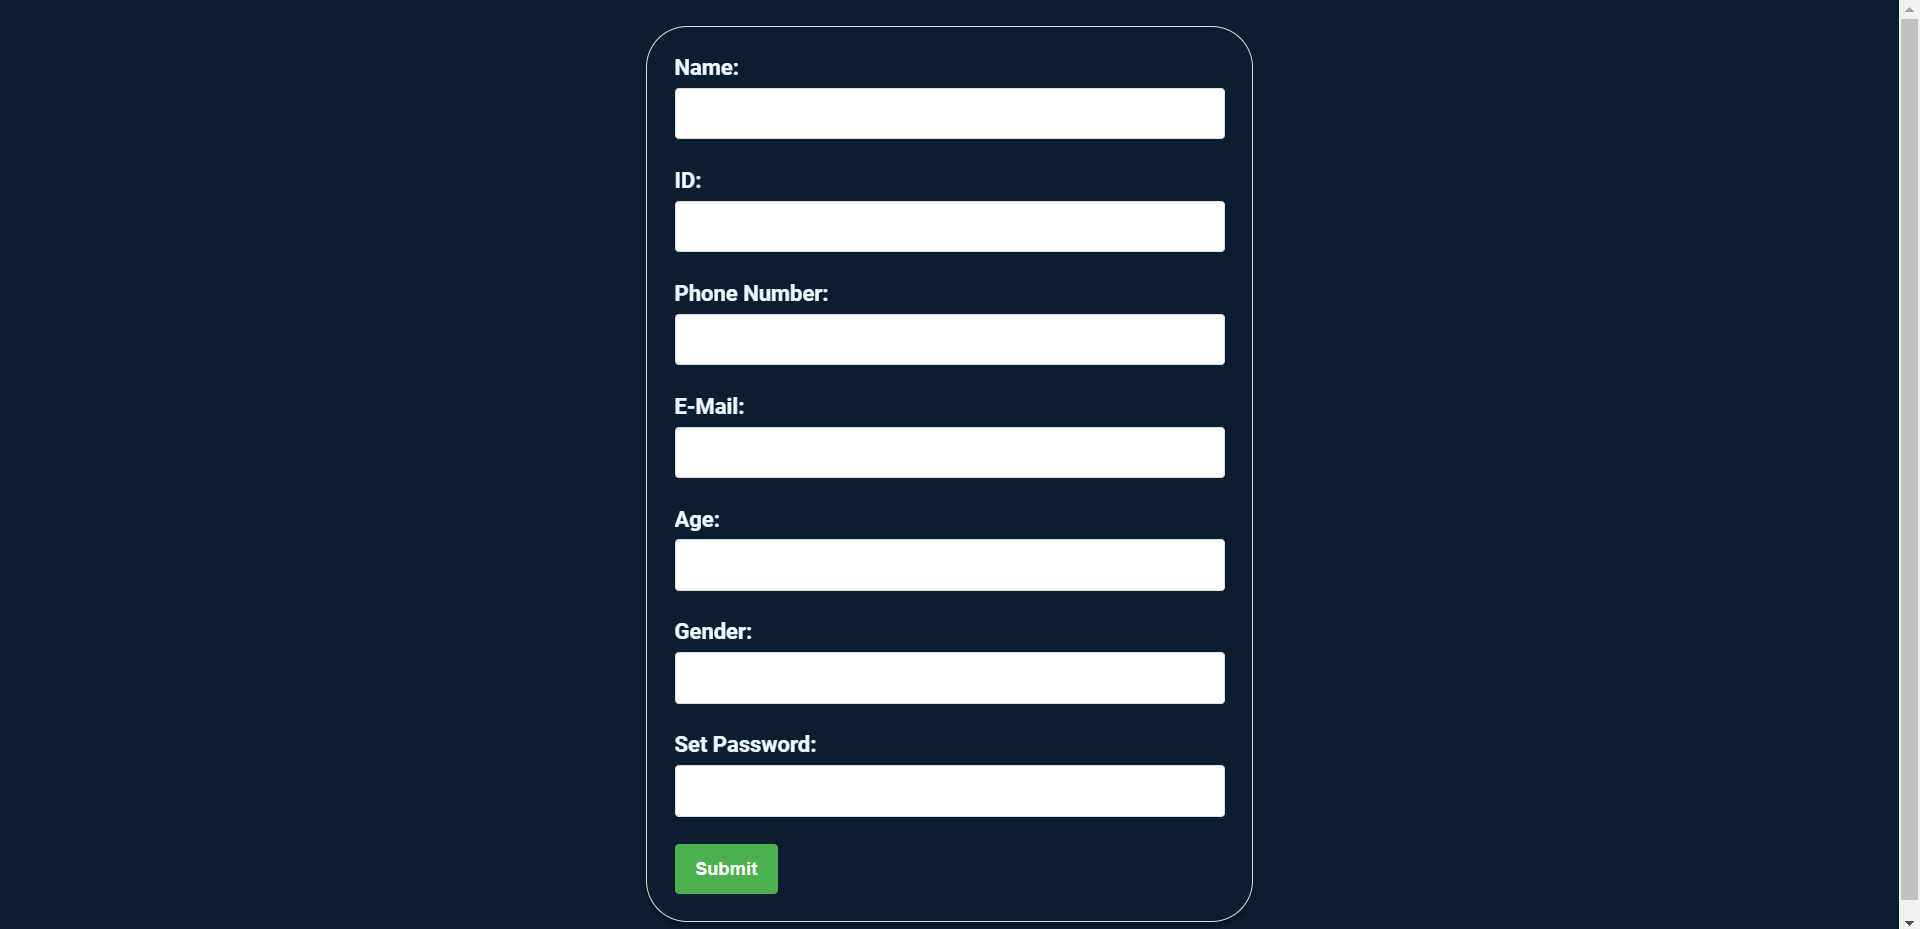 Name:
ID:
Phone Number:
E-Mail:
Age:
Gender:
Set Password:
Submit